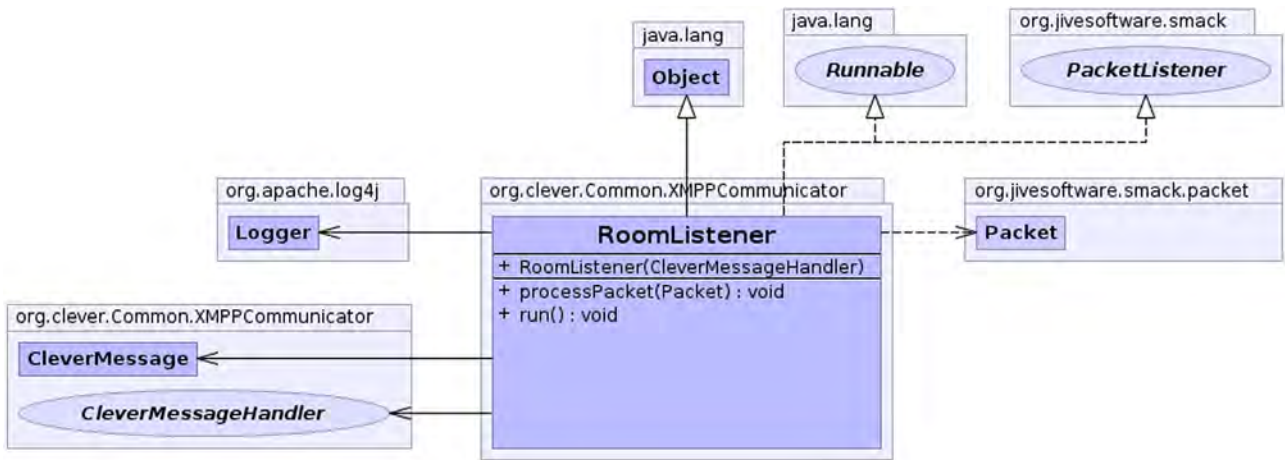 java.lang
Object
java.lang
Runnable
org.jivesoftware.smack
PacketListener
org.apache.log4j
Logger
org.clever.Common.XMPPCommunicator
RoomListener
+ RoomListener(CleverMessageHandler)
+ processPacket(Packet) : void
+ run() : void
org.jivesoftware.smack.packet
Packet
org.clever.Common.XMPPCommunicator
CleverMessage
CleverMessageHandler